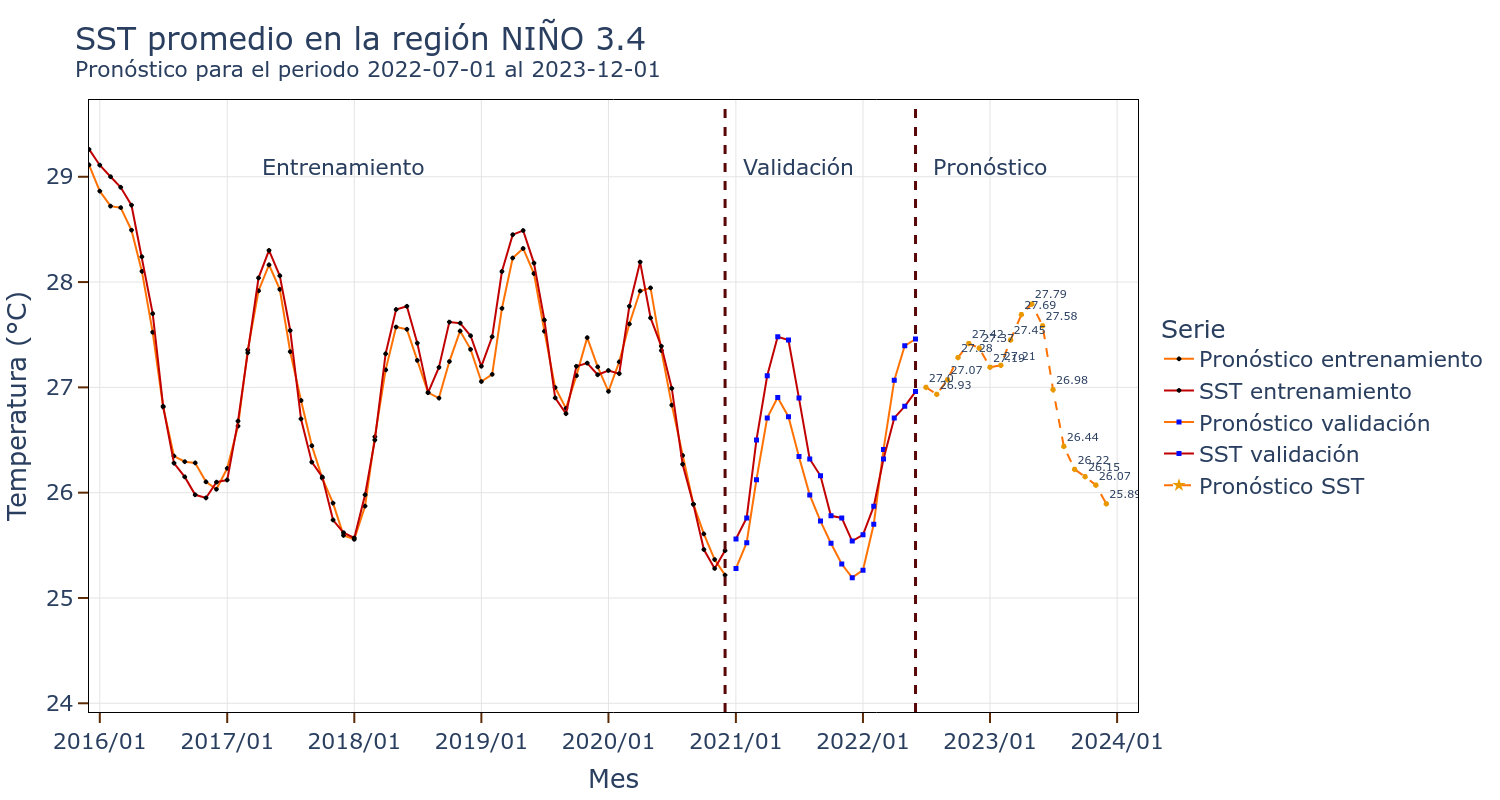 SST promedio en la región NIÑO 3.4
Pronóstico para el periodo 2022-07-01 al 2023-12-01
Entrenamiento
Validación
Pronóstico
Temperatura (°C)
29
28
27
26
25
24
27.0
26.93
27.07
27.28
27.42
27.37
27.19
27.21
27.45
27.69
27.79
27.58
26.98
26.44
26.22
26.15
26.07
25.89
2016/01
2017/01
2018/01
2019/01
2020/01
2021/01
2022/01
2023/01
2024/01
Mes
Serie
Pronóstico entrenamiento
SST entrenamiento
Pronóstico validación
SST validación
Pronóstico SST